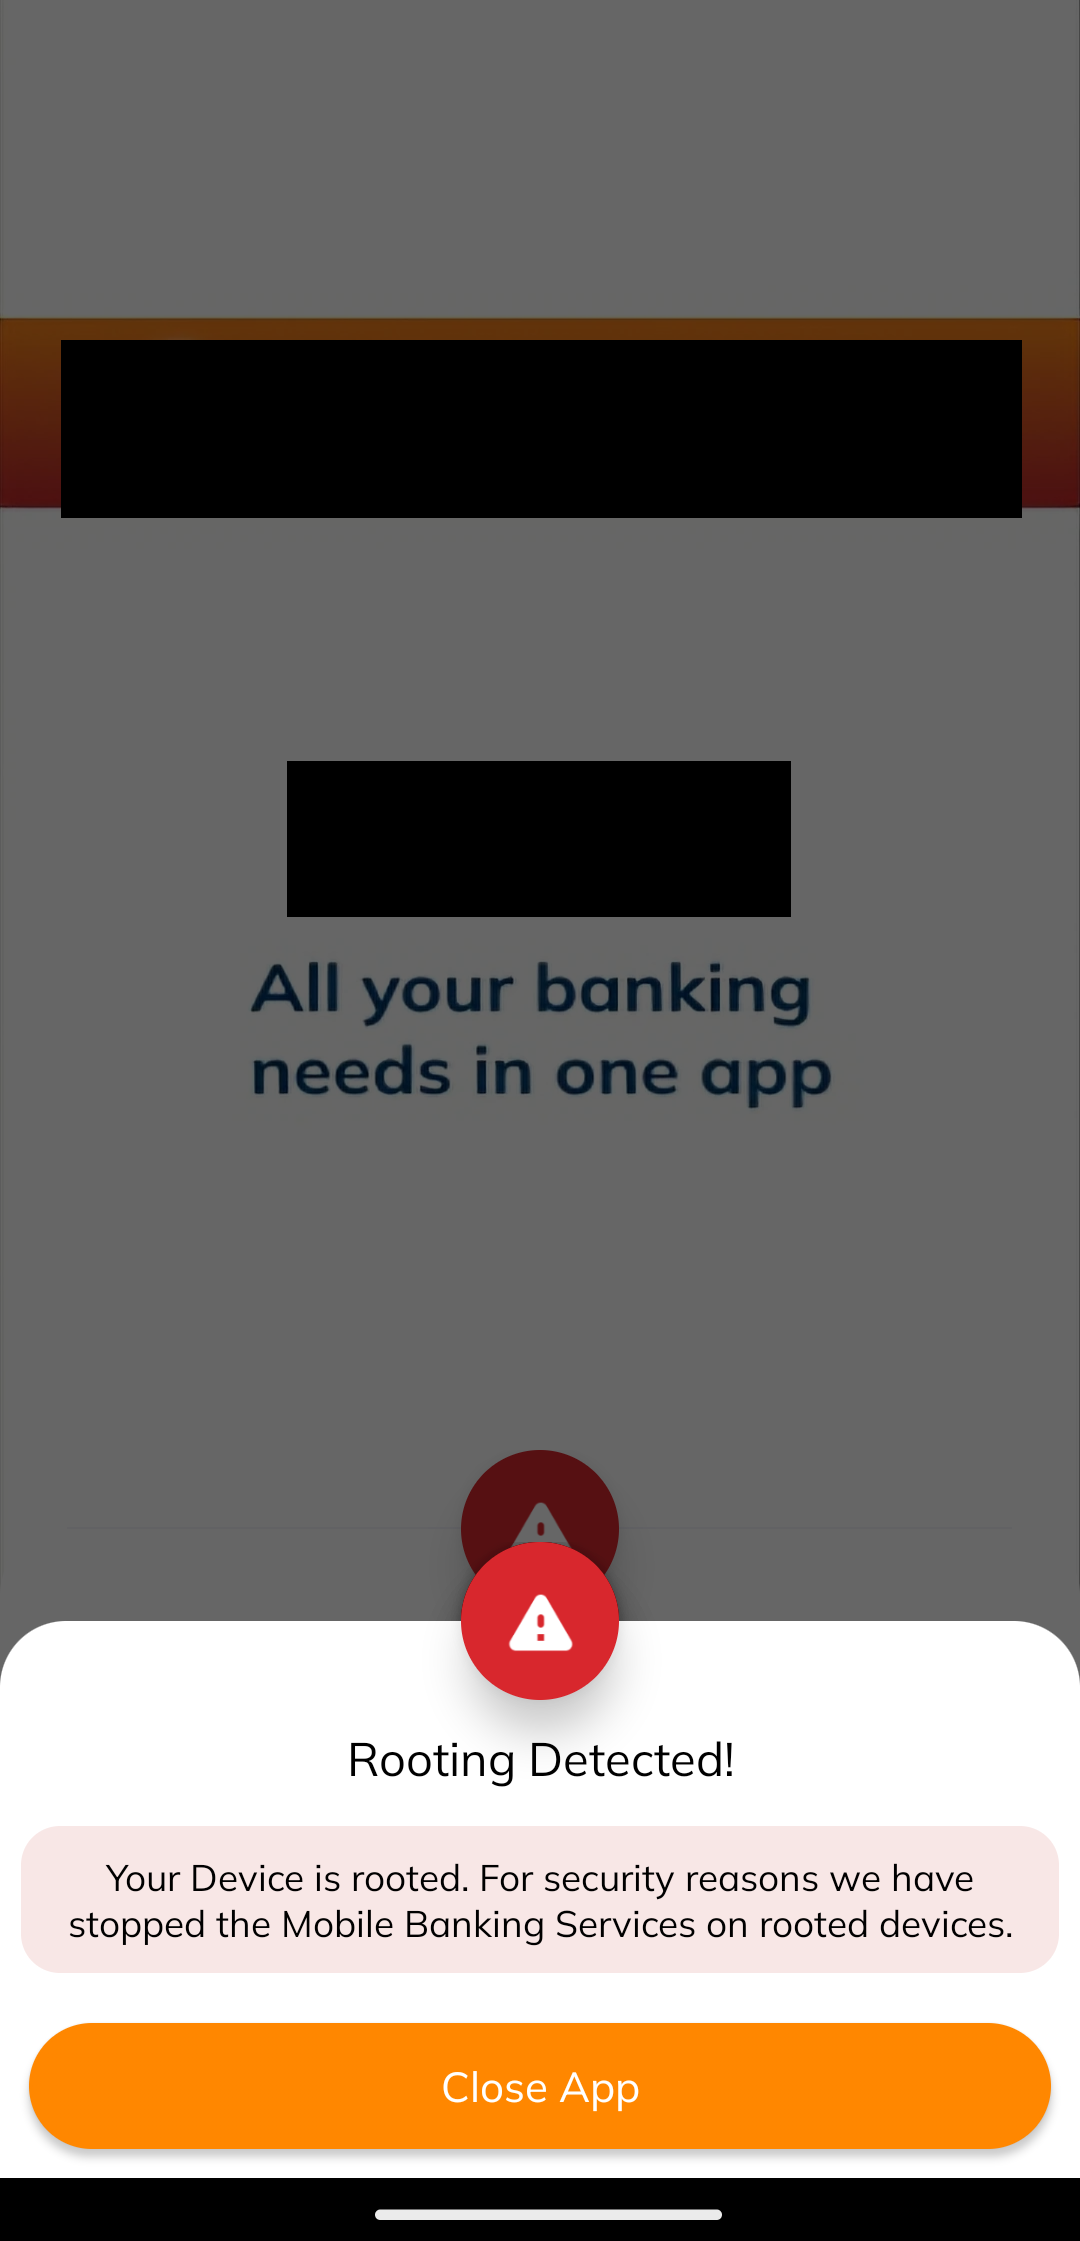 All your banking
needs in one app
Rooting Detected!
Your Device is rooted. For security reasons we have
stopped the Mobile Banking Services on rooted devices.
Close App